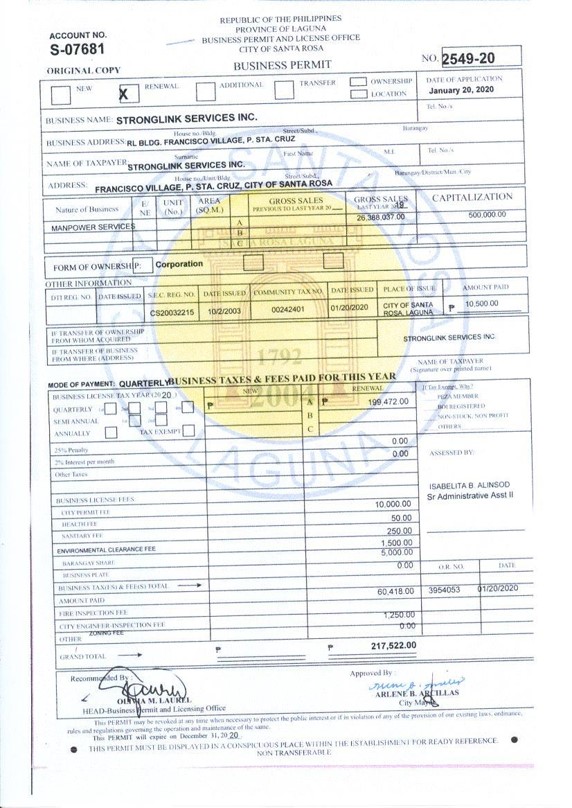 ACCOUNT NO.
S-07681
REPUBLIC OF THE PHILIPPINES
PROVINCE OF LAGUNA
BUSINESS PERMIT AND LICENSE OFFICE
CITY OF SANTA ROSA
BUSINESS PERMIT
NO. 2549-20
ORIGINAL COPY
NEW X RENEWAL ADDITIONAL TRANSFER OWNERSHIP
LOCATION
DATE OF APPLICATION
January 20, 2020
Tel. No./s
BUSINESS NAME: STRONGLINK SERVICES INC.
House no./Bldg. Street/Subd. Barangay
BUSINESS ADDRESS: RL BLDG. FRANCISCO VILLAGE, P. STA. CRUZ
Surname First Name M.I. Tel. No/s
NAME OF TAXPAYER STRONGLINK SERVICES INC.
House no./Unit/Bldg Street/Subd., Barangay/District/Mun./City
ADDRESS: FRANCISCO VILLAGE, P. STA. CRUZ, CITY OF SANTA ROSA
Nature of Business E/NE UNIT (No.) AREA (SQ.M.) GROSS SALES PREVIOUS TO LAST YEAR 20 GROSS SALES LAST YEAR 2019 CAPITALIZATION
MANPOWER SERVICES A 26,388,037.00 500,000.00
B
C
FORM OF OWNERSHIP: Corporation
OTHER INFORMATION
DTI REG. NO. DATE ISSUED S.E.C. REG. NO. DATE ISSUED COMMUNITY TAX NO. DATE ISSUED PLACE OF ISSUE AMOUNT PAID
CS20032215 10/2/2003 00242401 01/20/2020 CITY OF SANTA ROSA, LAGUNA ₱ 10,500.00
IF TRANSFER OF OWNERSHIP
FROM WHOM ACQUIRED
STRONGLINK SERVICES INC.
IF TRANSFER OF BUSINESS
FROM WHERE (ADDRESS)
NAME OF TAXPAYER
(Signature over printed name)
1792
2004
SANTA ROSA
LAGUNA
MODE OF PAYMENT: QUARTERLY BUSINESS TAXES & FEES PAID FOR THIS YEAR
BUSINESS LICENSE TAX YEAR (2020) NEW RENEWAL If Tax Exempt, Why?
QUARTERLY ₱ A ₱ 199,472.00 PEZA MEMBER
B BOI REGISTERED
SEMI ANNUAL NON-STOCK, NON PROFIT
ANNUALLY TAX EXEMPT C OTHERS
25% Penalty 0.00
2% Interest per month 0.00 ASSESSED BY:
Other Taxes
ISABELITA B. ALINSOD
Sr Administrative Asst II
BUSINESS LICENSE FEES 10,000.00
CITY PERMIT FEE
HEALTH FEE 50.00
SANITARY FEE 250.00
ENVIRONMENTAL CLEARANCE FEE 1,500.00
5,000.00
BARANGAY SHARE 0.00 O.R. NO. DATE
BUSINESS PLATE
BUSINESS TAX(ES) & FEE(S) TOTAL 60,418.00 3954053 01/20/2020
AMOUNT PAID
FIRE INSPECTION FEE 1,250.00
CITY ENGINEER INSPECTION FEE 0.00
OTHER ZONING FEE
GRAND TOTAL ₱ ₱ 217,522.00
Recommended By :
OLIVIA M. LAUREL
HEAD-Business Permit and Licensing Office
Approved By :
ARLENE B. ARCILLAS
City Mayor
This PERMIT may be revoked at any time when necessary to protect the public interest or if in violation of any of the provision of our existing laws, ordinance,
rules and regulations governing the operation and maintenance of the same.
This PERMIT will expire on December 31, 2020
THIS PERMIT MUST BE DISPLAYED IN A CONSPICUOUS PLACE WITHIN THE ESTABLISHMENT FOR READY REFERENCE.
NON TRANSFERABLE